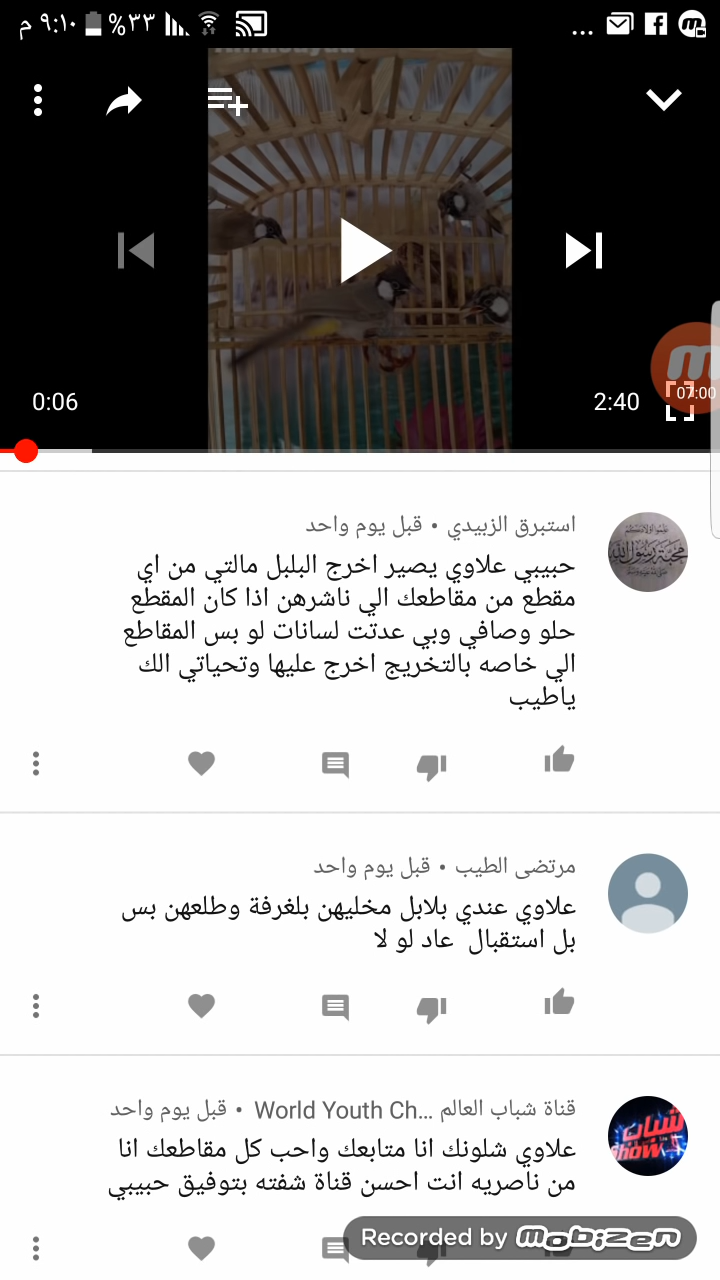 ٩:١٠ م
%٣٣
...
0:06
2:40
07:00
استبرق الزبيدي • قبل يوم واحد
حبيبي علاوي يصير اخرج البلبل مالتي من اي
مقطع من مقاطعك الي ناشرهن اذا كان المقطع
حلو وصافي وبي عدتت لسانات لو بس المقاطع
الي خاصه بالتخريج اخرج عليها وتحياتي الك
ياطيب
مرتضى الطيب • قبل يوم واحد
علاوي عندي بلابل مخليهن بلغرفة وطلعهن بس
بل استقبال عاد لو لا
قناة شباب العالم World Youth Ch... • قبل يوم واحد
شباب
show
علاوي شلونك انا متابعك واحب كل مقاطعك انا
من ناصريه انت احسن قناة شفته بتوفيق حبيبي
Recorded by mobizen